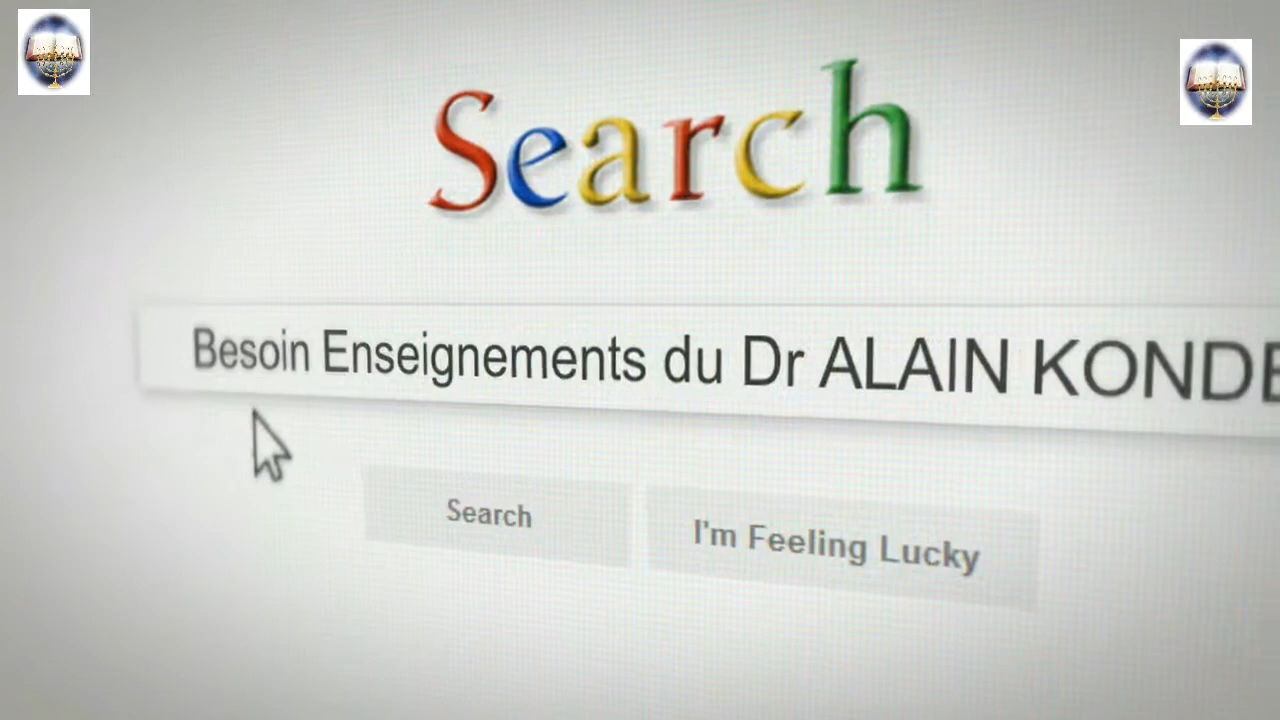 Search
Besoin Enseignements du Dr ALAIN KONDE
Search
I'm Feeling Lucky